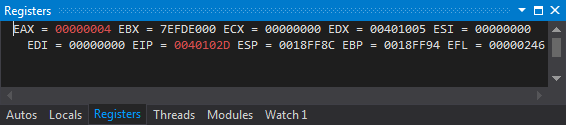 Registers
EAX = 00000004 EBX = 7EFDE000 ECX = 00000000 EDX = 00401005 ESI = 00000000
EDI = 00000000 EIP = 0040102D ESP = 0018FF8C EBP = 0018FF94 EFL = 00000246
Autos Locals Registers Threads Modules Watch 1